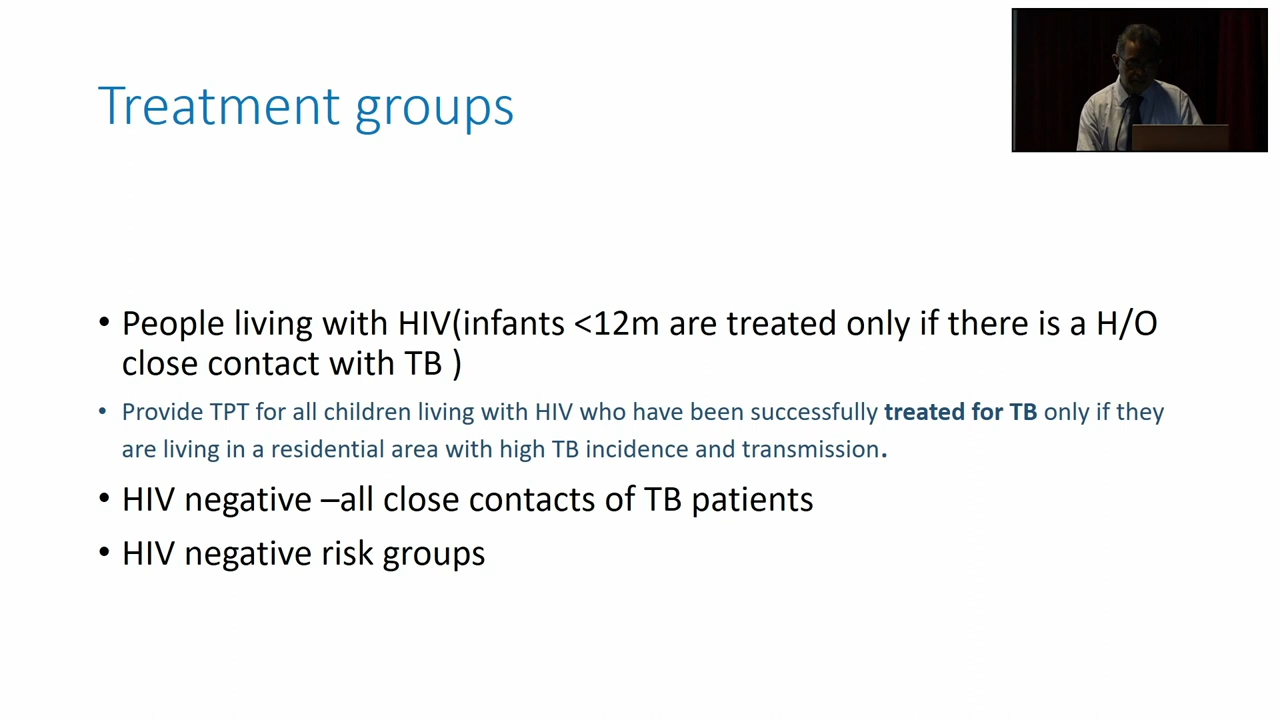 Treatment groups
• People living with HIV(infants <12m are treated only if there is a H/O
close contact with TB )
• Provide TPT for all children living with HIV who have been successfully treated for TB only if they
are living in a residential area with high TB incidence and transmission.
• HIV negative –all close contacts of TB patients
• HIV negative risk groups